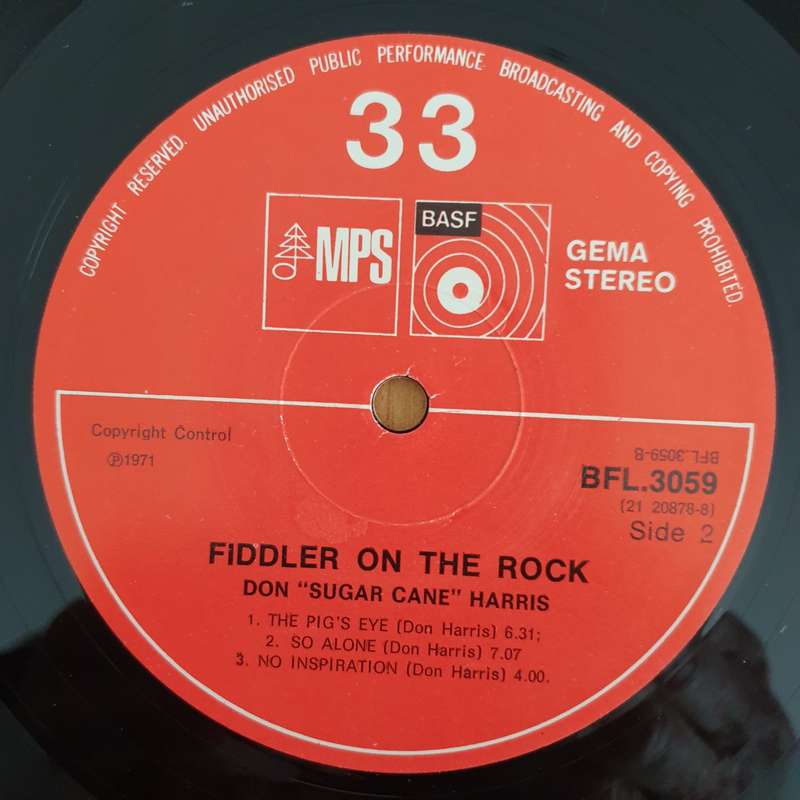 COPYRIGHT RESERVED. UNAUTHORISED PUBLIC PERFORMANCE BROADCASTING AND COPYING PROHIBITED.
33
MPS
BASF
GEMA
STEREO
Copyright Control
Ⓟ1971
BFL.3059-B
BFL.3059
(21 20878-8)
Side 2
FIDDLER ON THE ROCK
DON "SUGAR CANE" HARRIS
1. THE PIG'S EYE (Don Harris) 6.31;
2. SO ALONE (Don Harris) 7.07
3. NO INSPIRATION (Don Harris) 4.00.